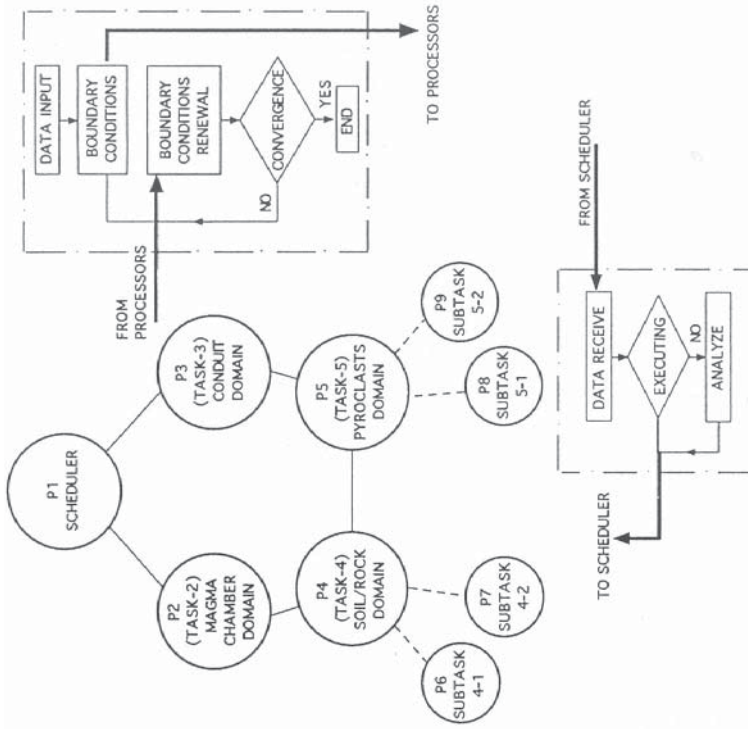 P1
SCHEDULER
P2
(TASK-2)
MAGMA
CHAMBER
DOMAIN
P3
(TASK-3)
CONDUIT
DOMAIN
P4
(TASK-4)
SOIL/ROCK
DOMAIN
P5
(TASK-5)
PYROCLASTS
DOMAIN
P6
SUBTASK
4-1
P7
SUBTASK
4-2
P8
SUBTASK
5-1
P9
SUBTASK
5-2
DATA INPUT
BOUNDARY
CONDITIONS
BOUNDARY
CONDITIONS
RENEWAL
CONVERGENCE
NO
YES
END
FROM
PROCESSORS
TO PROCESSORS
FROM SCHEDULER
DATA RECEIVE
EXECUTING
NO
ANALYZE
TO SCHEDULER